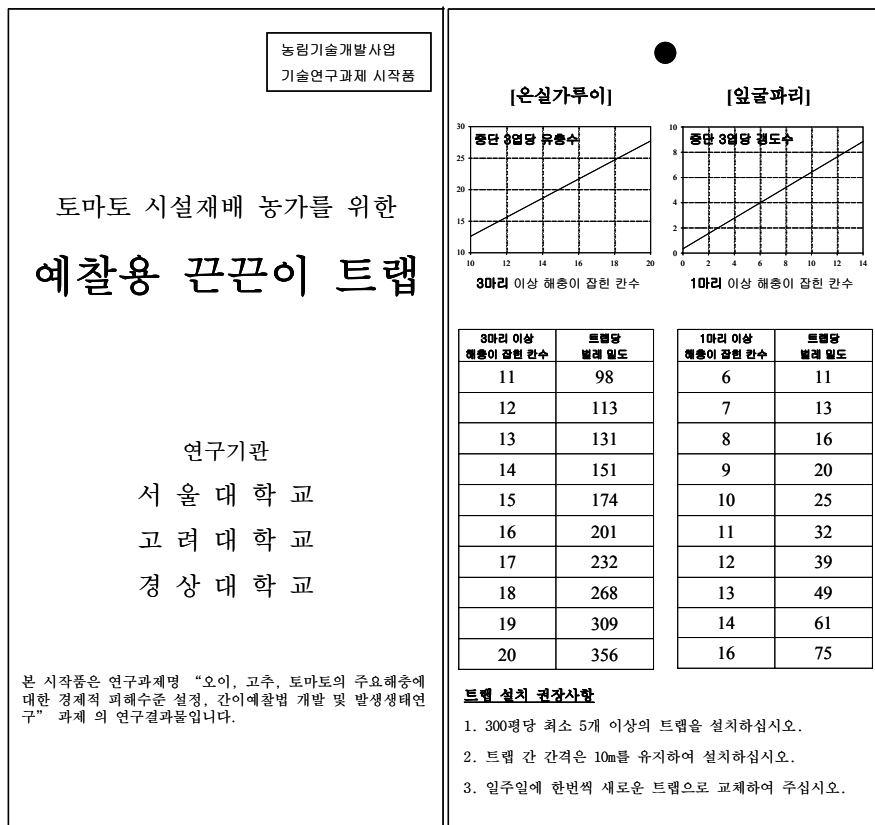 농림기술개발사업
기술연구과제 시작품
토마토 시설재배 농가를 위한
예찰용 끈끈이 트랩
연구기관
서 울 대 학 교
고 려 대 학 교
경 상 대 학 교
본 시작품은 연구과제명 “오이, 고추, 토마토의 주요해충에
대한 경제적 피해수준 설정, 간이예찰법 개발 및 발생생태연
구” 과제 의 연구결과물입니다.
[온실가루이]
중단 3엽당 유충수
30
25
20
15
10
10 12 14 16 18 20
3마리 이상 해충이 잡힌 칸수
[잎굴파리]
중단 3엽당 갱도수
10
8
6
4
2
0
0 2 4 6 8 10 12 14
1마리 이상 해충이 잡힌 칸수
3마리 이상 트랩당
해충이 잡힌 칸수 벌레 밀도
11 98
12 113
13 131
14 151
15 174
16 201
17 232
18 268
19 309
20 356
1마리 이상 트랩당
해충이 잡힌 칸수 벌레 밀도
6 11
7 13
8 16
9 20
10 25
11 32
12 39
13 49
14 61
16 75
트랩 설치 권장사항
1. 300평당 최소 5개 이상의 트랩을 설치하십시오.
2. 트랩 간 간격은 10m를 유지하여 설치하십시오.
3. 일주일에 한번씩 새로운 트랩으로 교체하여 주십시오.